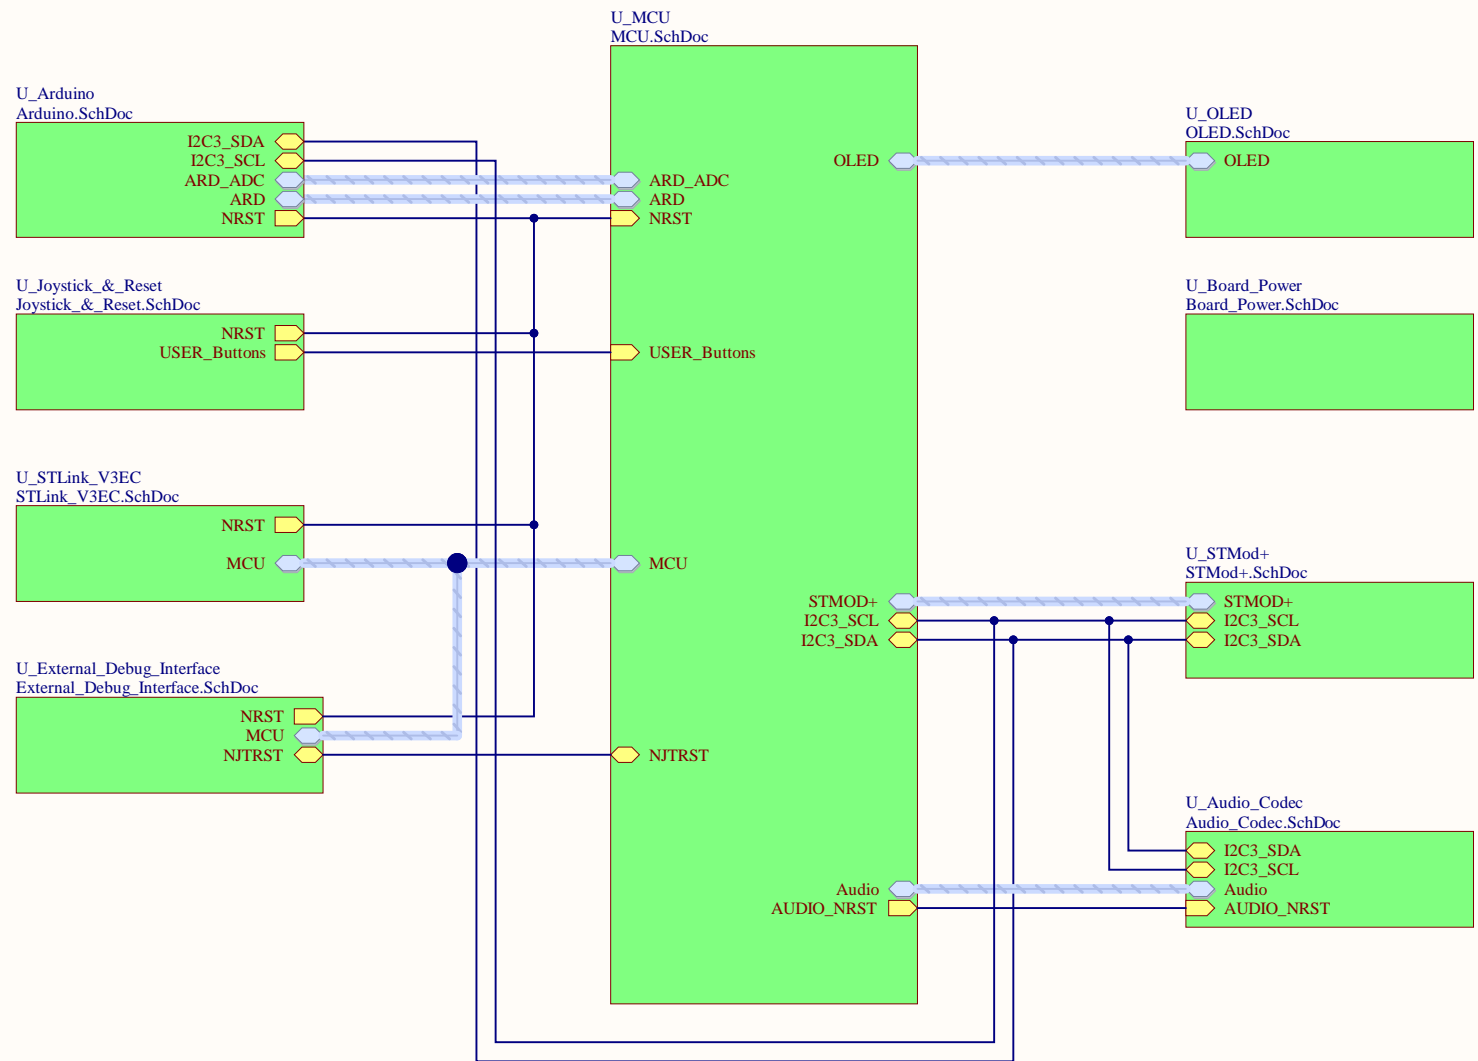 U_MCU
MCU.SchDoc
U_Arduino
Arduino.SchDoc
I2C3_SDA
I2C3_SCL
ARD_ADC
ARD
NRST
U_Joystick_&_Reset
Joystick_&_Reset.SchDoc
NRST
USER_Buttons
U_STLink_V3EC
STLink_V3EC.SchDoc
NRST
MCU
U_External_Debug_Interface
External_Debug_Interface.SchDoc
NRST
MCU
NJTRST
ARD_ADC
ARD
NRST
USER_Buttons
MCU
NJTRST
OLED
STMOD+
I2C3_SCL
I2C3_SDA
Audio
AUDIO_NRST
U_OLED
OLED.SchDoc
OLED
U_Board_Power
Board_Power.SchDoc
U_STMod+
STMod+.SchDoc
STMOD+
I2C3_SCL
I2C3_SDA
U_Audio_Codec
Audio_Codec.SchDoc
I2C3_SDA
I2C3_SCL
Audio
AUDIO_NRST